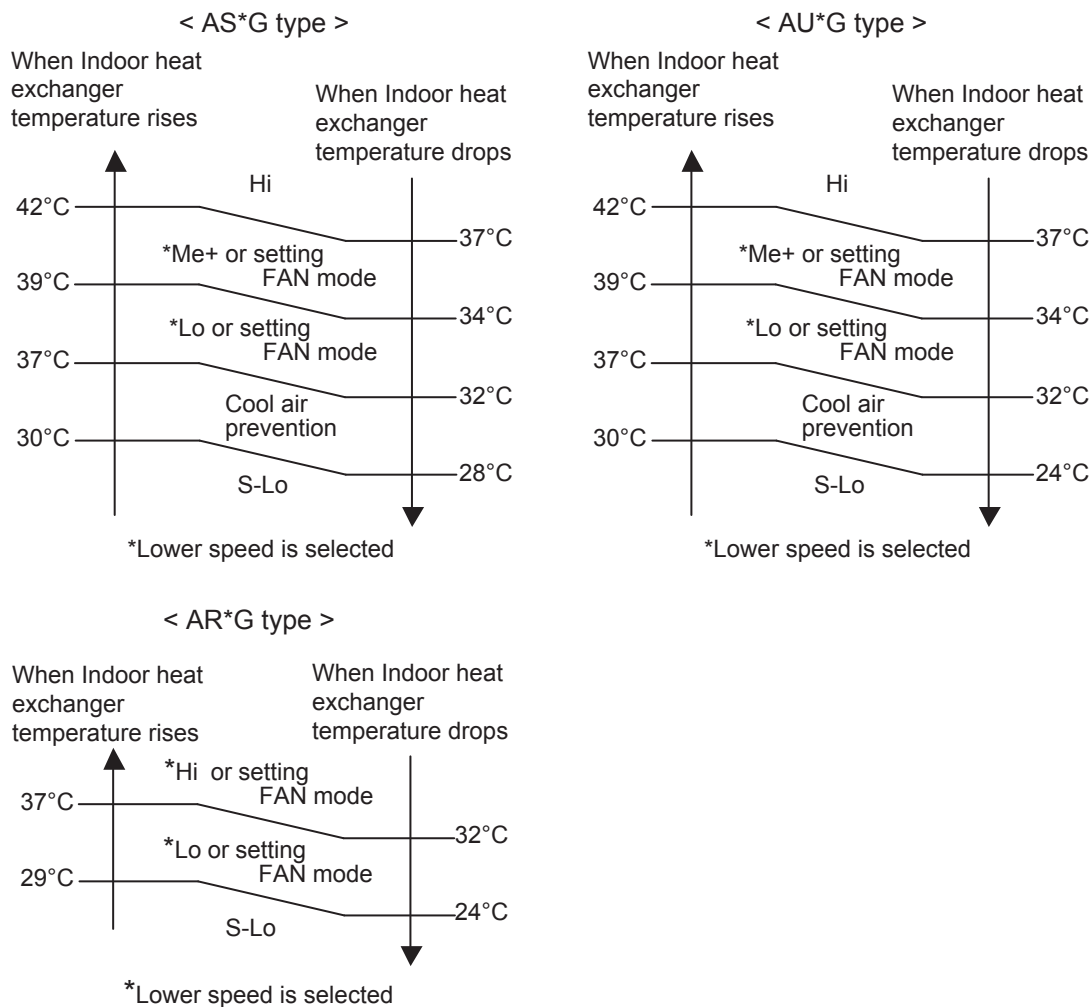 < AS*G type >
When Indoor heat
exchanger
temperature rises
When Indoor heat
exchanger
temperature drops
Hi
42°C
37°C
*Me+ or setting
FAN mode
39°C
34°C
*Lo or setting
FAN mode
37°C
32°C
Cool air
prevention
30°C
28°C
S-Lo
*Lower speed is selected
< AU*G type >
When Indoor heat
exchanger
temperature rises
When Indoor heat
exchanger
temperature drops
Hi
42°C
37°C
*Me+ or setting
FAN mode
39°C
34°C
*Lo or setting
FAN mode
37°C
32°C
Cool air
prevention
30°C
24°C
S-Lo
*Lower speed is selected
< AR*G type >
When Indoor heat
exchanger
temperature rises
When Indoor heat
exchanger
temperature drops
*Hi or setting
FAN mode
37°C
32°C
*Lo or setting
FAN mode
29°C
24°C
S-Lo
*Lower speed is selected